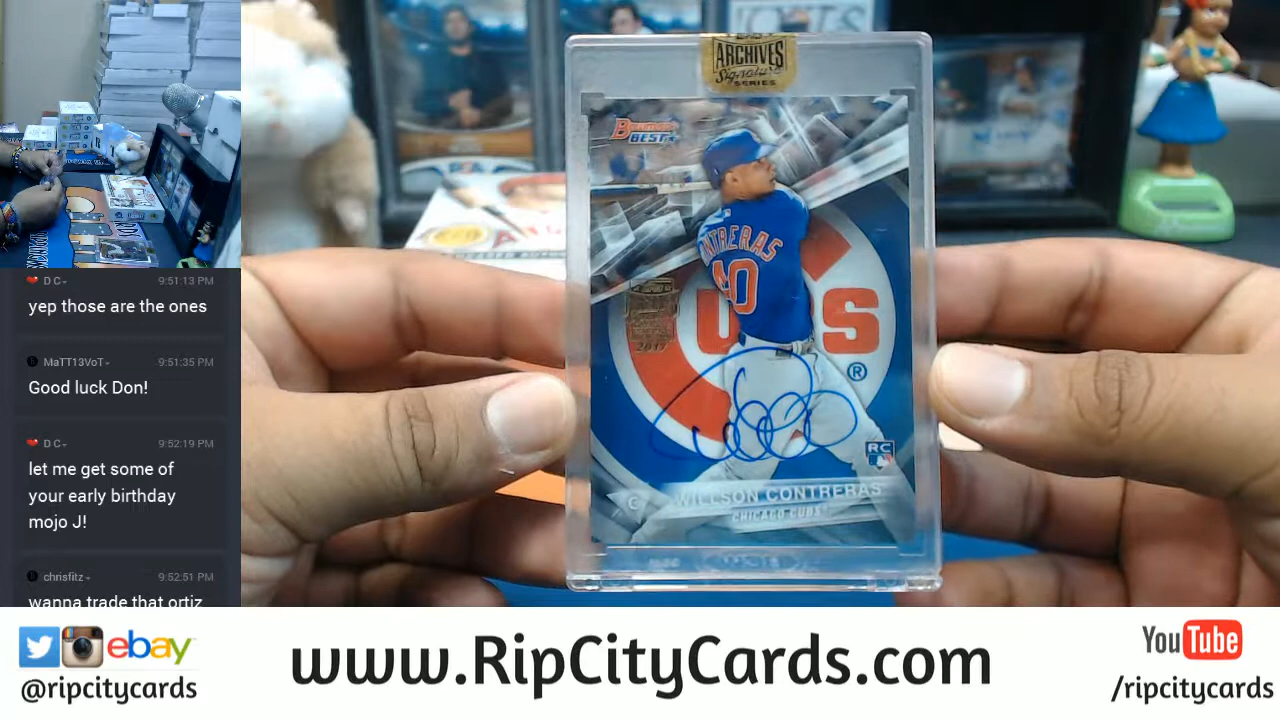 D C
9:51:13 PM
yep those are the ones
MaTT13VoT
9:51:35 PM
Good luck Don!
D C
9:52:19 PM
let me get some of
your early birthday
mojo J!
chrisfitz
9:52:51 PM
wanna trade that ortiz
ARCHIVES
Signature
SERIES
Bowman's
BEST
CONTRERAS
40
®
2017
RC
C
WILLSON CONTRERAS
CHICAGO CUBS
ebay
@ripcitycards
www.RipCityCards.com
YouTube
/ripcitycards